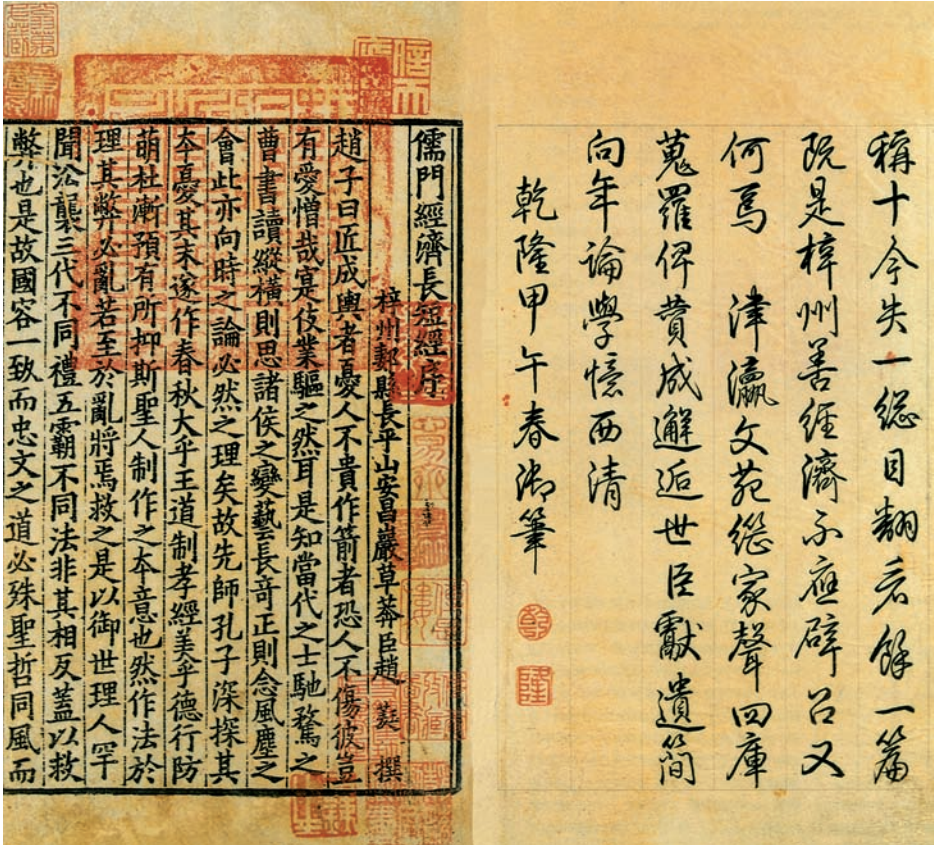 稱十今失一總目翻看餘一篇
既是梓州善經濟不應辟召又
何焉 津瀛文苑總家聲四庫
蒐羅俾贊成邂逅世臣獻遺簡
向年論學憶西清
乾隆甲午春御筆
乾
隆
儒門經濟長短經序
梓州郪縣長平山安昌巖草莽臣趙 蕤 撰
趙子曰匠成輿者憂人不貴作箭者恐人不傷彼豈
有愛憎哉寔伎業驅之然耳是知當代之士馳騖之
曹書讀縱橫則思諸侯之變藝長竒正則念風塵之
會此亦向時之論必然之理矣故先師孔子深探其
夲憂其末遂作春秋大乎王道制孝經美乎德行防
萌杜漸預有所抑斯聖人制作之夲意也然作法於
理其弊必亂若至於亂將焉救之是以御世理人罕
聞沿襲三代不同禮五霸不同法非其相反蓋以救
弊也是故國容一致而忠文之道必殊聖哲同風而